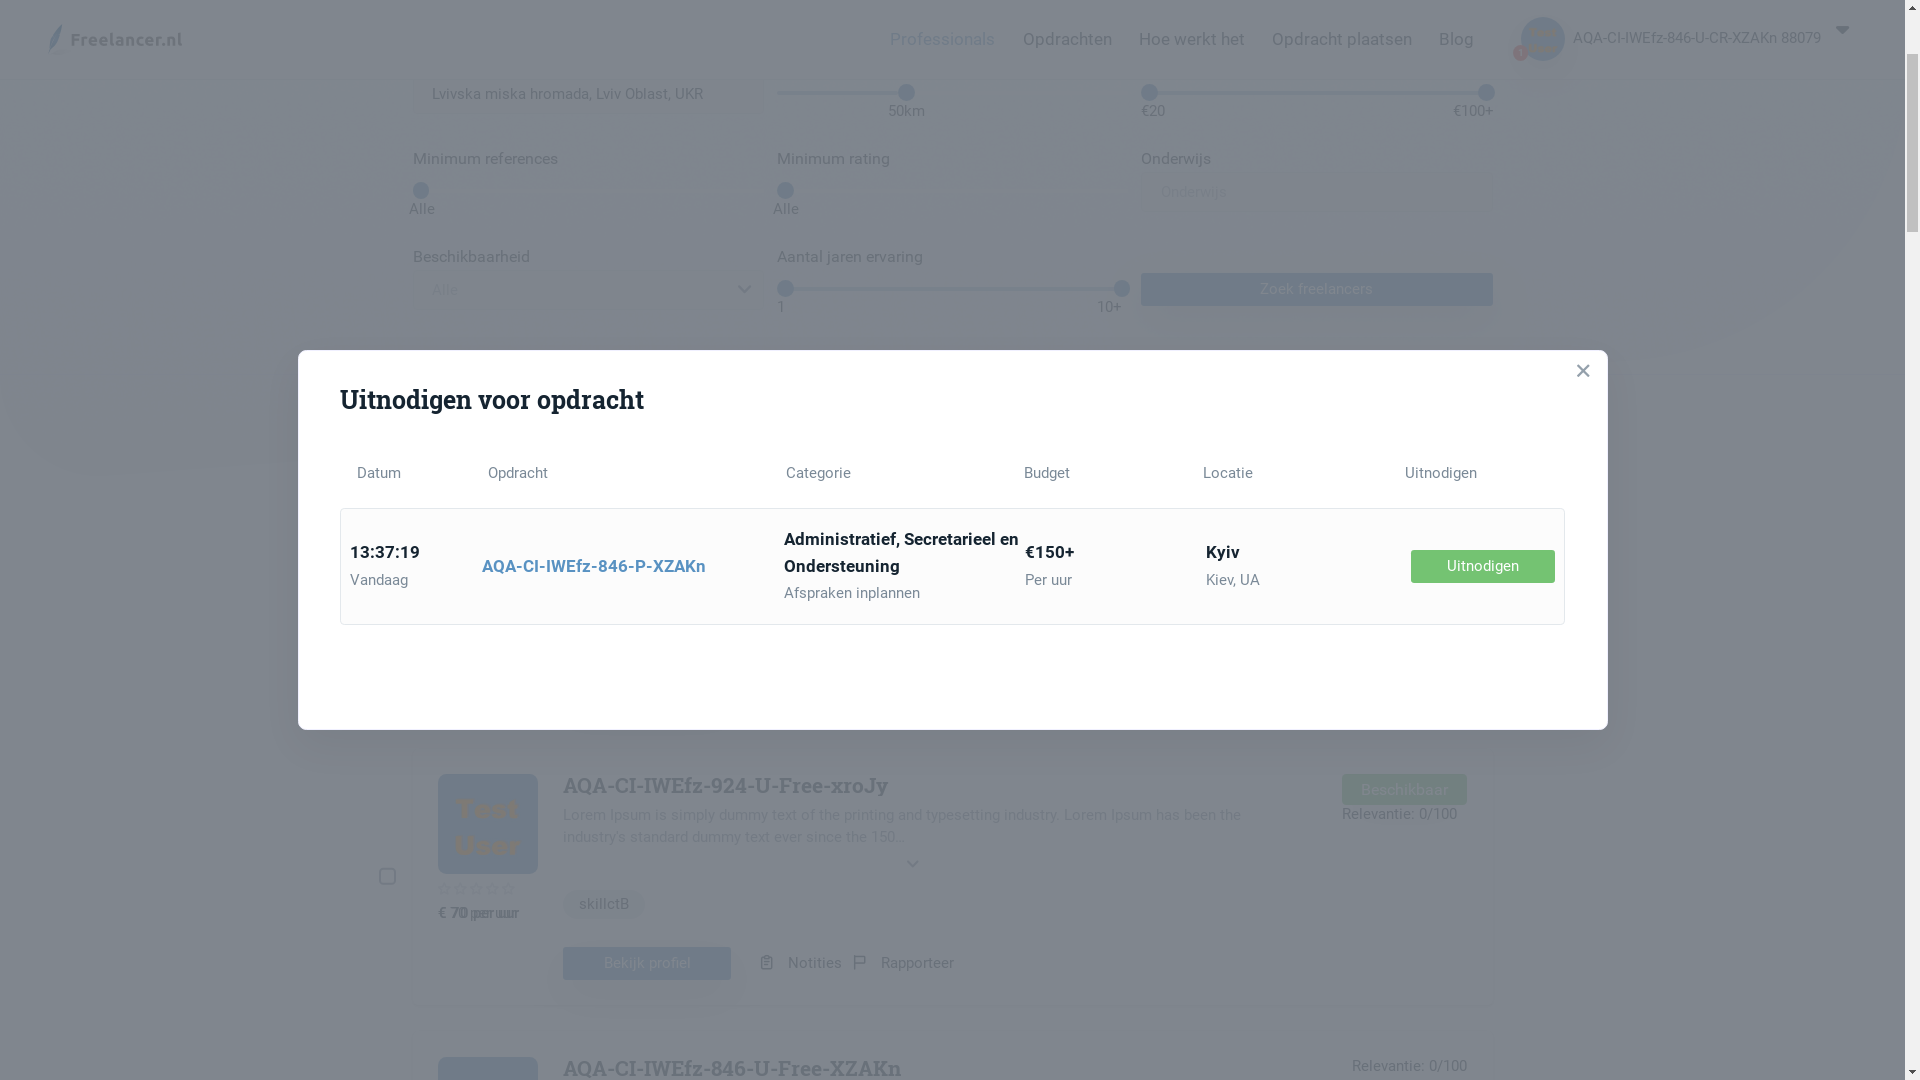 Freelancer.nl
Professionals Opdrachten Hoe werkt het Opdracht plaatsen Blog AQA-CI-IWEfz-846-U-CR-XZAKn 88079
Lvivska miska hromada, Lviv Oblast, UKR
50km €20 €100+
Minimum references Minimum rating Onderwijs
Onderwijs
Alle Alle
Beschikbaarheid Aantal jaren ervaring
Alle Zoek freelancers
1 10+
Uitnodigen voor opdracht
Datum Opdracht Categorie Budget Locatie Uitnodigen
13:37:19
Vandaag
AQA-CI-IWEfz-846-P-XZAKn
Administratief, Secretarieel en
Ondersteuning
Afspraken inplannen
€150+
Per uur
Kyiv
Kiev, UA
Uitnodigen
Test
User
AQA-CI-IWEfz-924-U-Free-xroJy
Beschikbaar
Lorem Ipsum is simply dummy text of the printing and typesetting industry. Lorem Ipsum has been the
industry's standard dummy text ever since the 150...
Relevantie: 0/100
€ 70 per uur
skillctB
Bekijk profiel Notities Rapporteer
AQA-CI-IWEfz-846-U-Free-XZAKn
Relevantie: 0/100